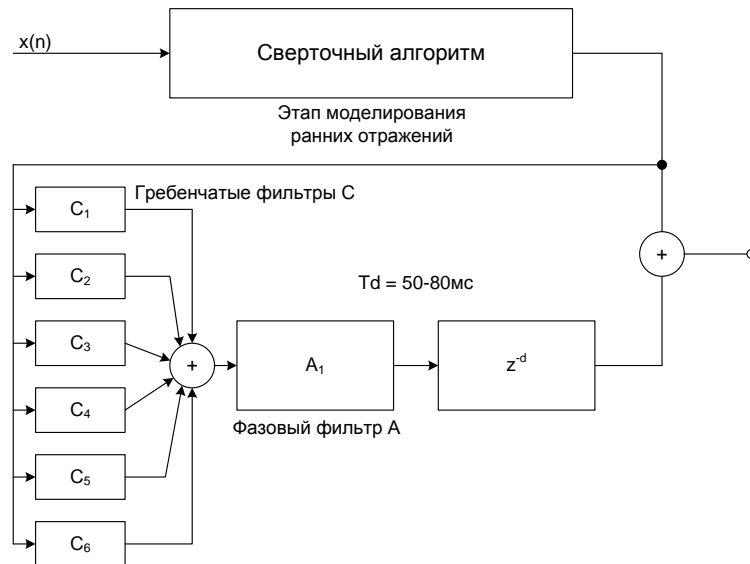 x(n)
Сверточный алгоритм
Этап моделирования
ранних отражений
Гребенчатые фильтры С
C₁
C₂
C₃
C₄
C₅
C₆
+
Td = 50-80мс
A₁
z⁻ᵈ
Фазовый фильтр А
+